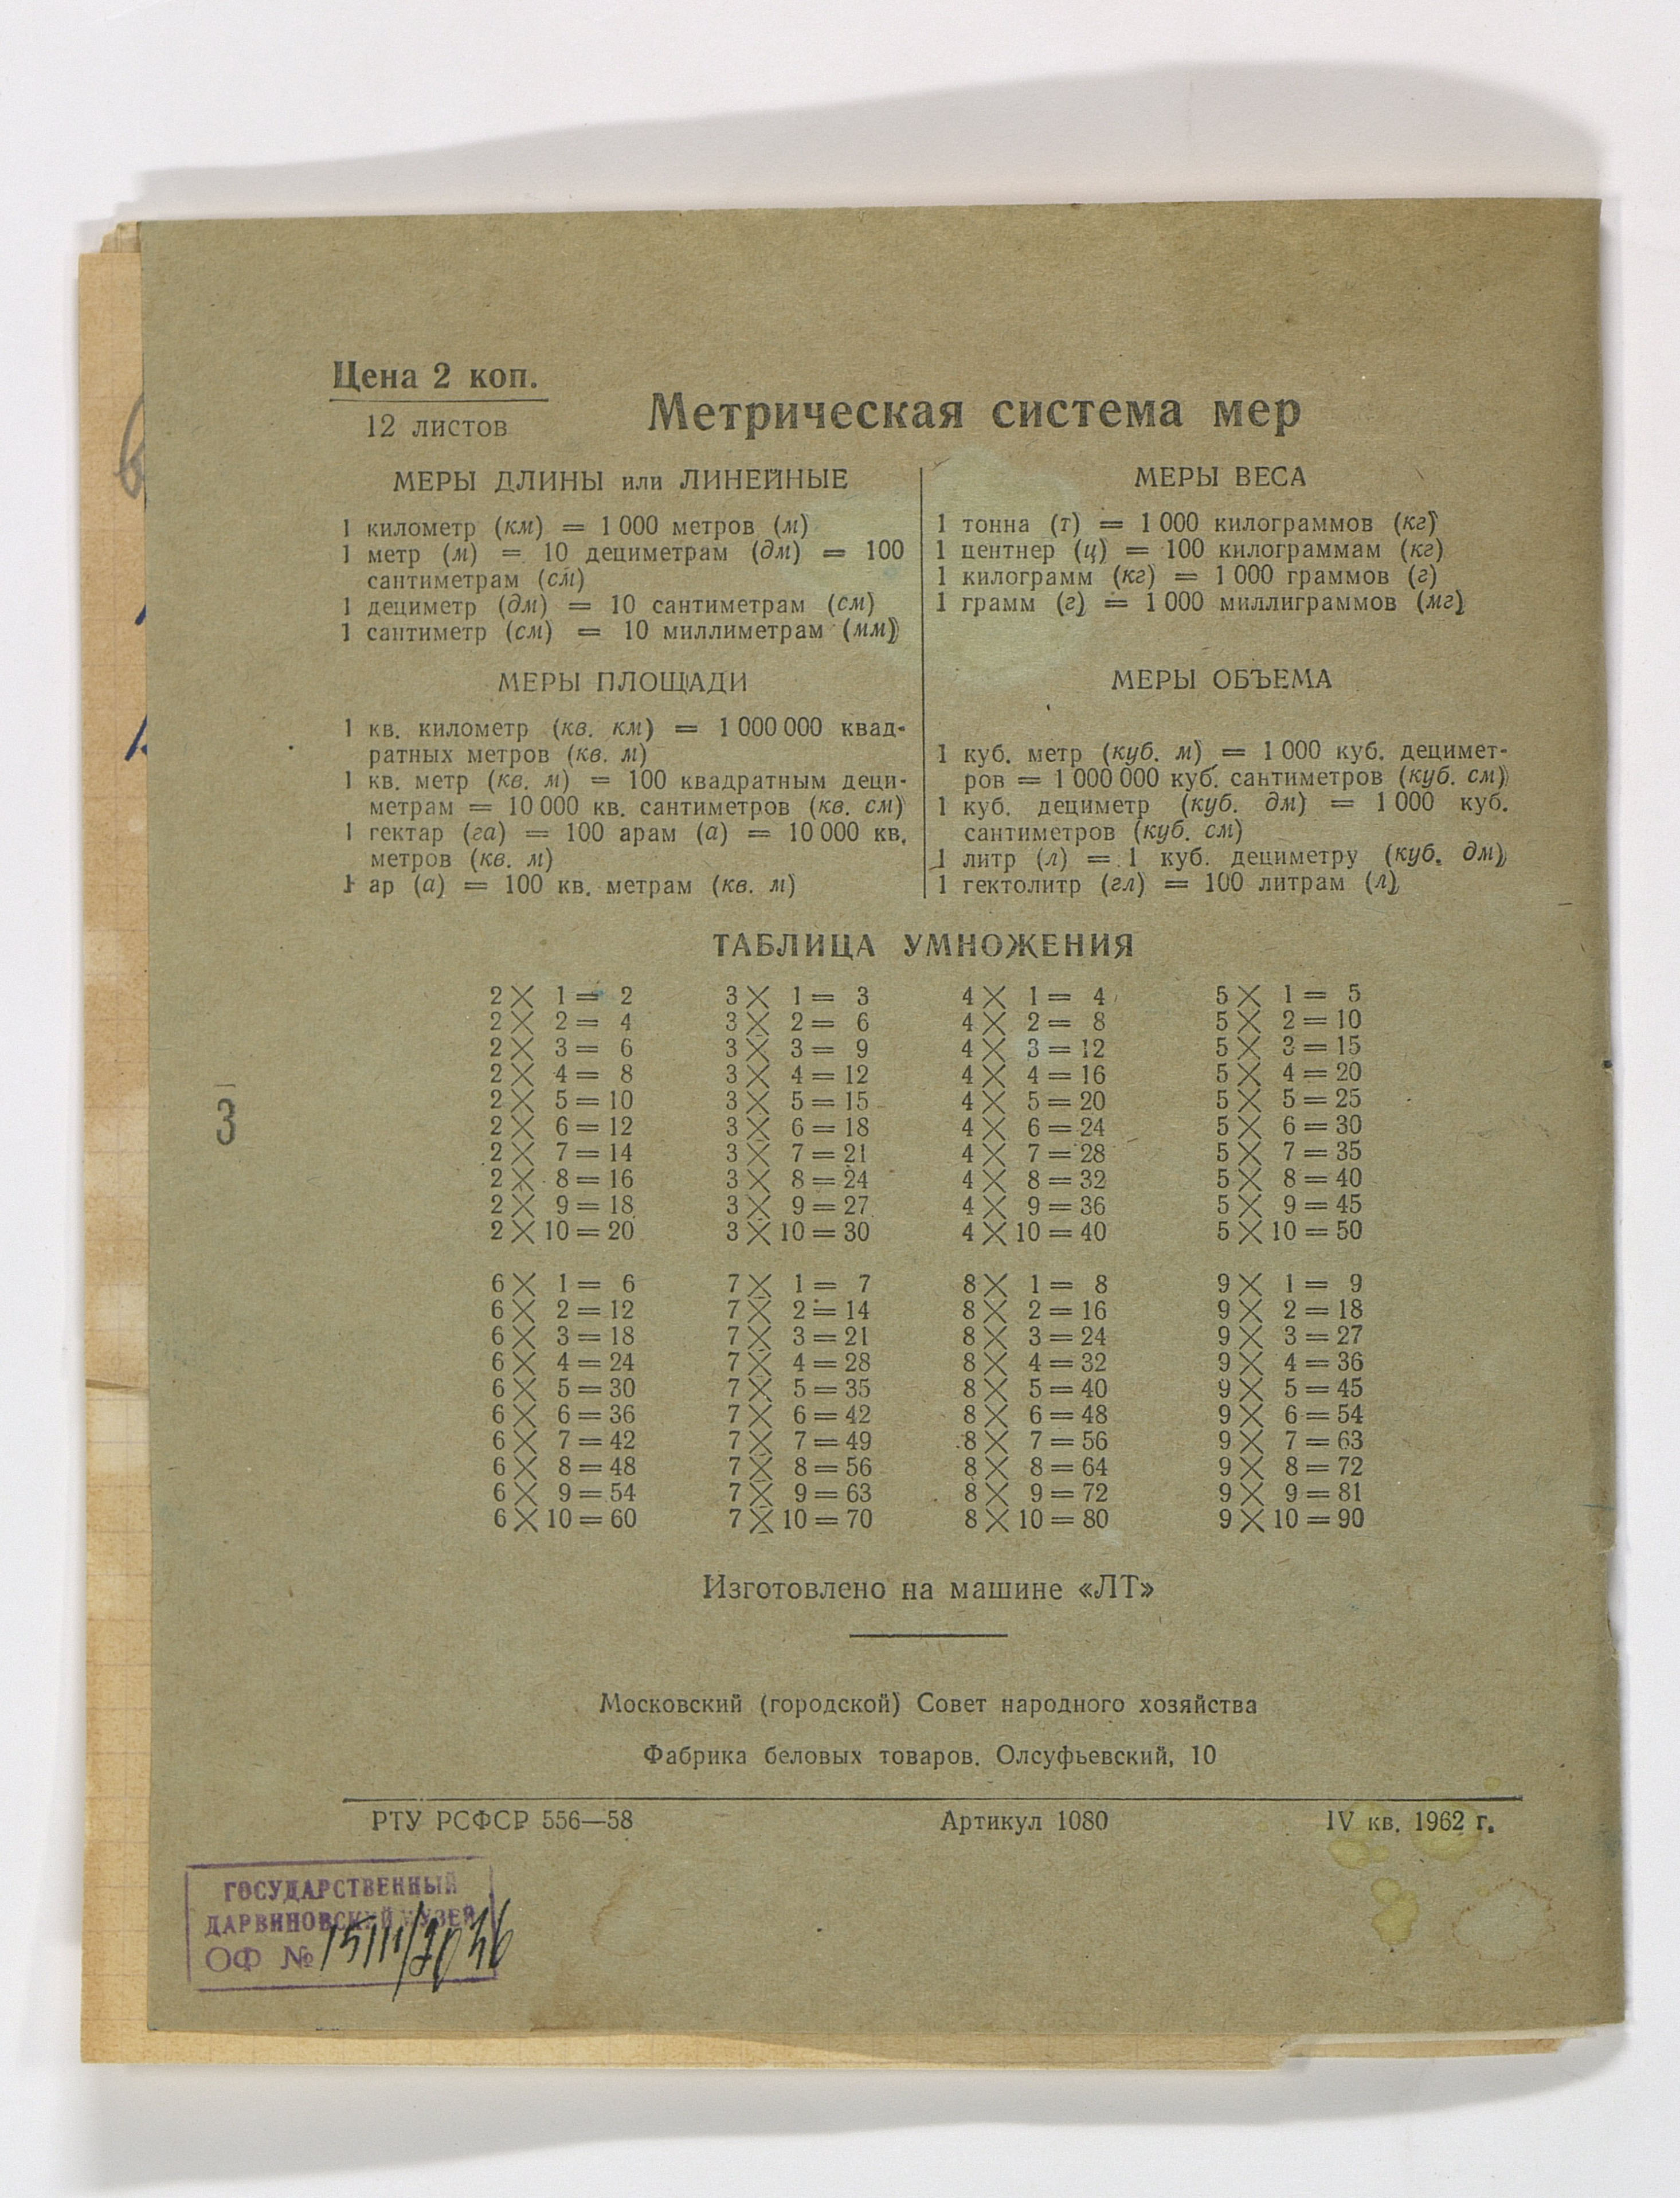 Цена 2 коп.
12 листов
Метрическая система мер
МЕРЫ ДЛИНЫ или ЛИНЕЙНЫЕ
1 километр (км) = 1 000 метров (м)
1 метр (м) = 10 дециметрам (дм) = 100
сантиметрам (см)
1 дециметр (дм) = 10 сантиметрам (см)
1 сантиметр (см) = 10 миллиметрам (мм)
МЕРЫ ПЛОЩАДИ
1 кв. километр (кв. км) = 1 000 000 квад-
ратных метров (кв. м)
1 кв. метр (кв. м) = 100 квадратным деци-
метрам = 10 000 кв. сантиметров (кв. см)
1 гектар (га) = 100 арам (а) = 10 000 кв.
метров (кв. м)
1 ар (а) = 100 кв. метрам (кв. м)
МЕРЫ ВЕСА
1 тонна (т) = 1 000 килограммов (кг)
1 центнер (ц) = 100 килограммам (кг)
1 килограмм (кг) = 1 000 граммов (г)
1 грамм (г) = 1 000 миллиграммов (мг)
МЕРЫ ОБЪЕМА
1 куб. метр (куб. м) = 1 000 куб. децимет-
ров = 1 000 000 куб. сантиметров (куб. см)
1 куб. дециметр (куб. дм) = 1 000 куб.
сантиметров (куб. см)
1 литр (л) = 1 куб. дециметру (куб. дм)
1 гектолитр (гл) = 100 литрам (л)
ТАБЛИЦА УМНОЖЕНИЯ
2 × 1 = 2 3 × 1 = 3 4 × 1 = 4 5 × 1 = 5
2 × 2 = 4 3 × 2 = 6 4 × 2 = 8 5 × 2 = 10
2 × 3 = 6 3 × 3 = 9 4 × 3 = 12 5 × 3 = 15
2 × 4 = 8 3 × 4 = 12 4 × 4 = 16 5 × 4 = 20
2 × 5 = 10 3 × 5 = 15 4 × 5 = 20 5 × 5 = 25
2 × 6 = 12 3 × 6 = 18 4 × 6 = 24 5 × 6 = 30
2 × 7 = 14 3 × 7 = 21 4 × 7 = 28 5 × 7 = 35
2 × 8 = 16 3 × 8 = 24 4 × 8 = 32 5 × 8 = 40
2 × 9 = 18 3 × 9 = 27 4 × 9 = 36 5 × 9 = 45
2 × 10 = 20 3 × 10 = 30 4 × 10 = 40 5 × 10 = 50
6 × 1 = 6 7 × 1 = 7 8 × 1 = 8 9 × 1 = 9
6 × 2 = 12 7 × 2 = 14 8 × 2 = 16 9 × 2 = 18
6 × 3 = 18 7 × 3 = 21 8 × 3 = 24 9 × 3 = 27
6 × 4 = 24 7 × 4 = 28 8 × 4 = 32 9 × 4 = 36
6 × 5 = 30 7 × 5 = 35 8 × 5 = 40 9 × 5 = 45
6 × 6 = 36 7 × 6 = 42 8 × 6 = 48 9 × 6 = 54
6 × 7 = 42 7 × 7 = 49 8 × 7 = 56 9 × 7 = 63
6 × 8 = 48 7 × 8 = 56 8 × 8 = 64 9 × 8 = 72
6 × 9 = 54 7 × 9 = 63 8 × 9 = 72 9 × 9 = 81
6 × 10 = 60 7 × 10 = 70 8 × 10 = 80 9 × 10 = 90
3
Изготовлено на машине «ЛТ»
Московский (городской) Совет народного хозяйства
Фабрика беловых товаров. Олсуфьевский, 10
РТУ РСФСР 556—58 Артикул 1080 IV кв. 1962 г.
ГОСУДАРСТВЕННЫЙ
ДАРВИНОВСКИЙ МУЗЕЙ
ОФ №